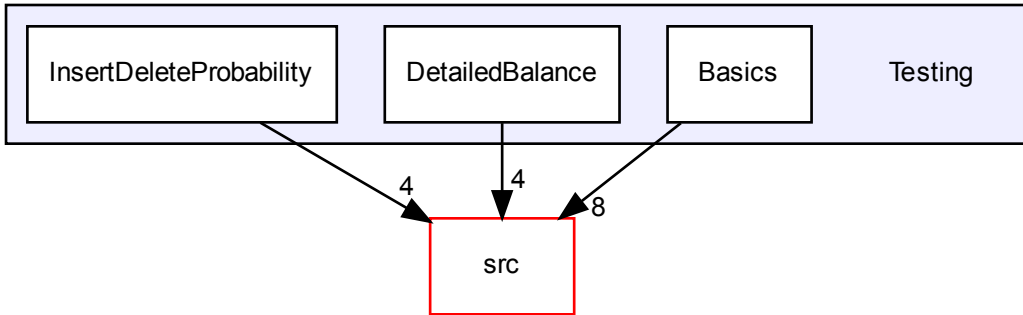 InsertDeleteProbability
DetailedBalance
Basics
Testing
4
4
8
src